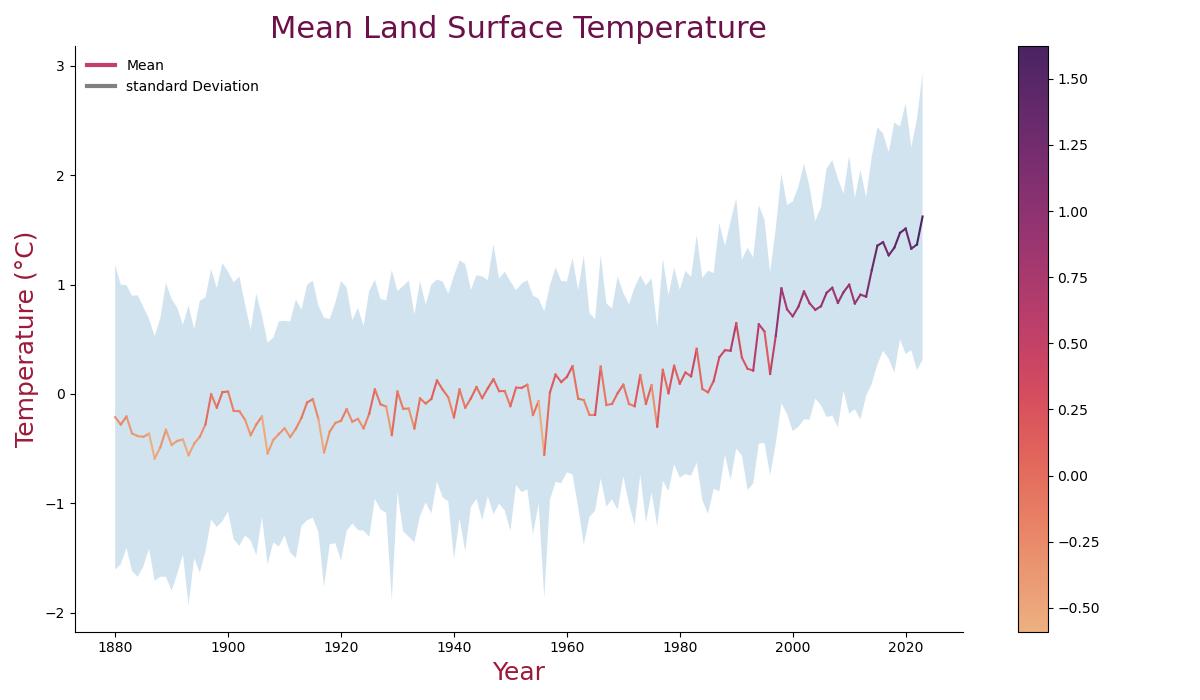 Mean Land Surface Temperature
Mean
standard Deviation
3
2
1
0
−1
−2
Temperature (°C)
1880 1900 1920 1940 1960 1980 2000 2020
Year
1.50
1.25
1.00
0.75
0.50
0.25
0.00
−0.25
−0.50